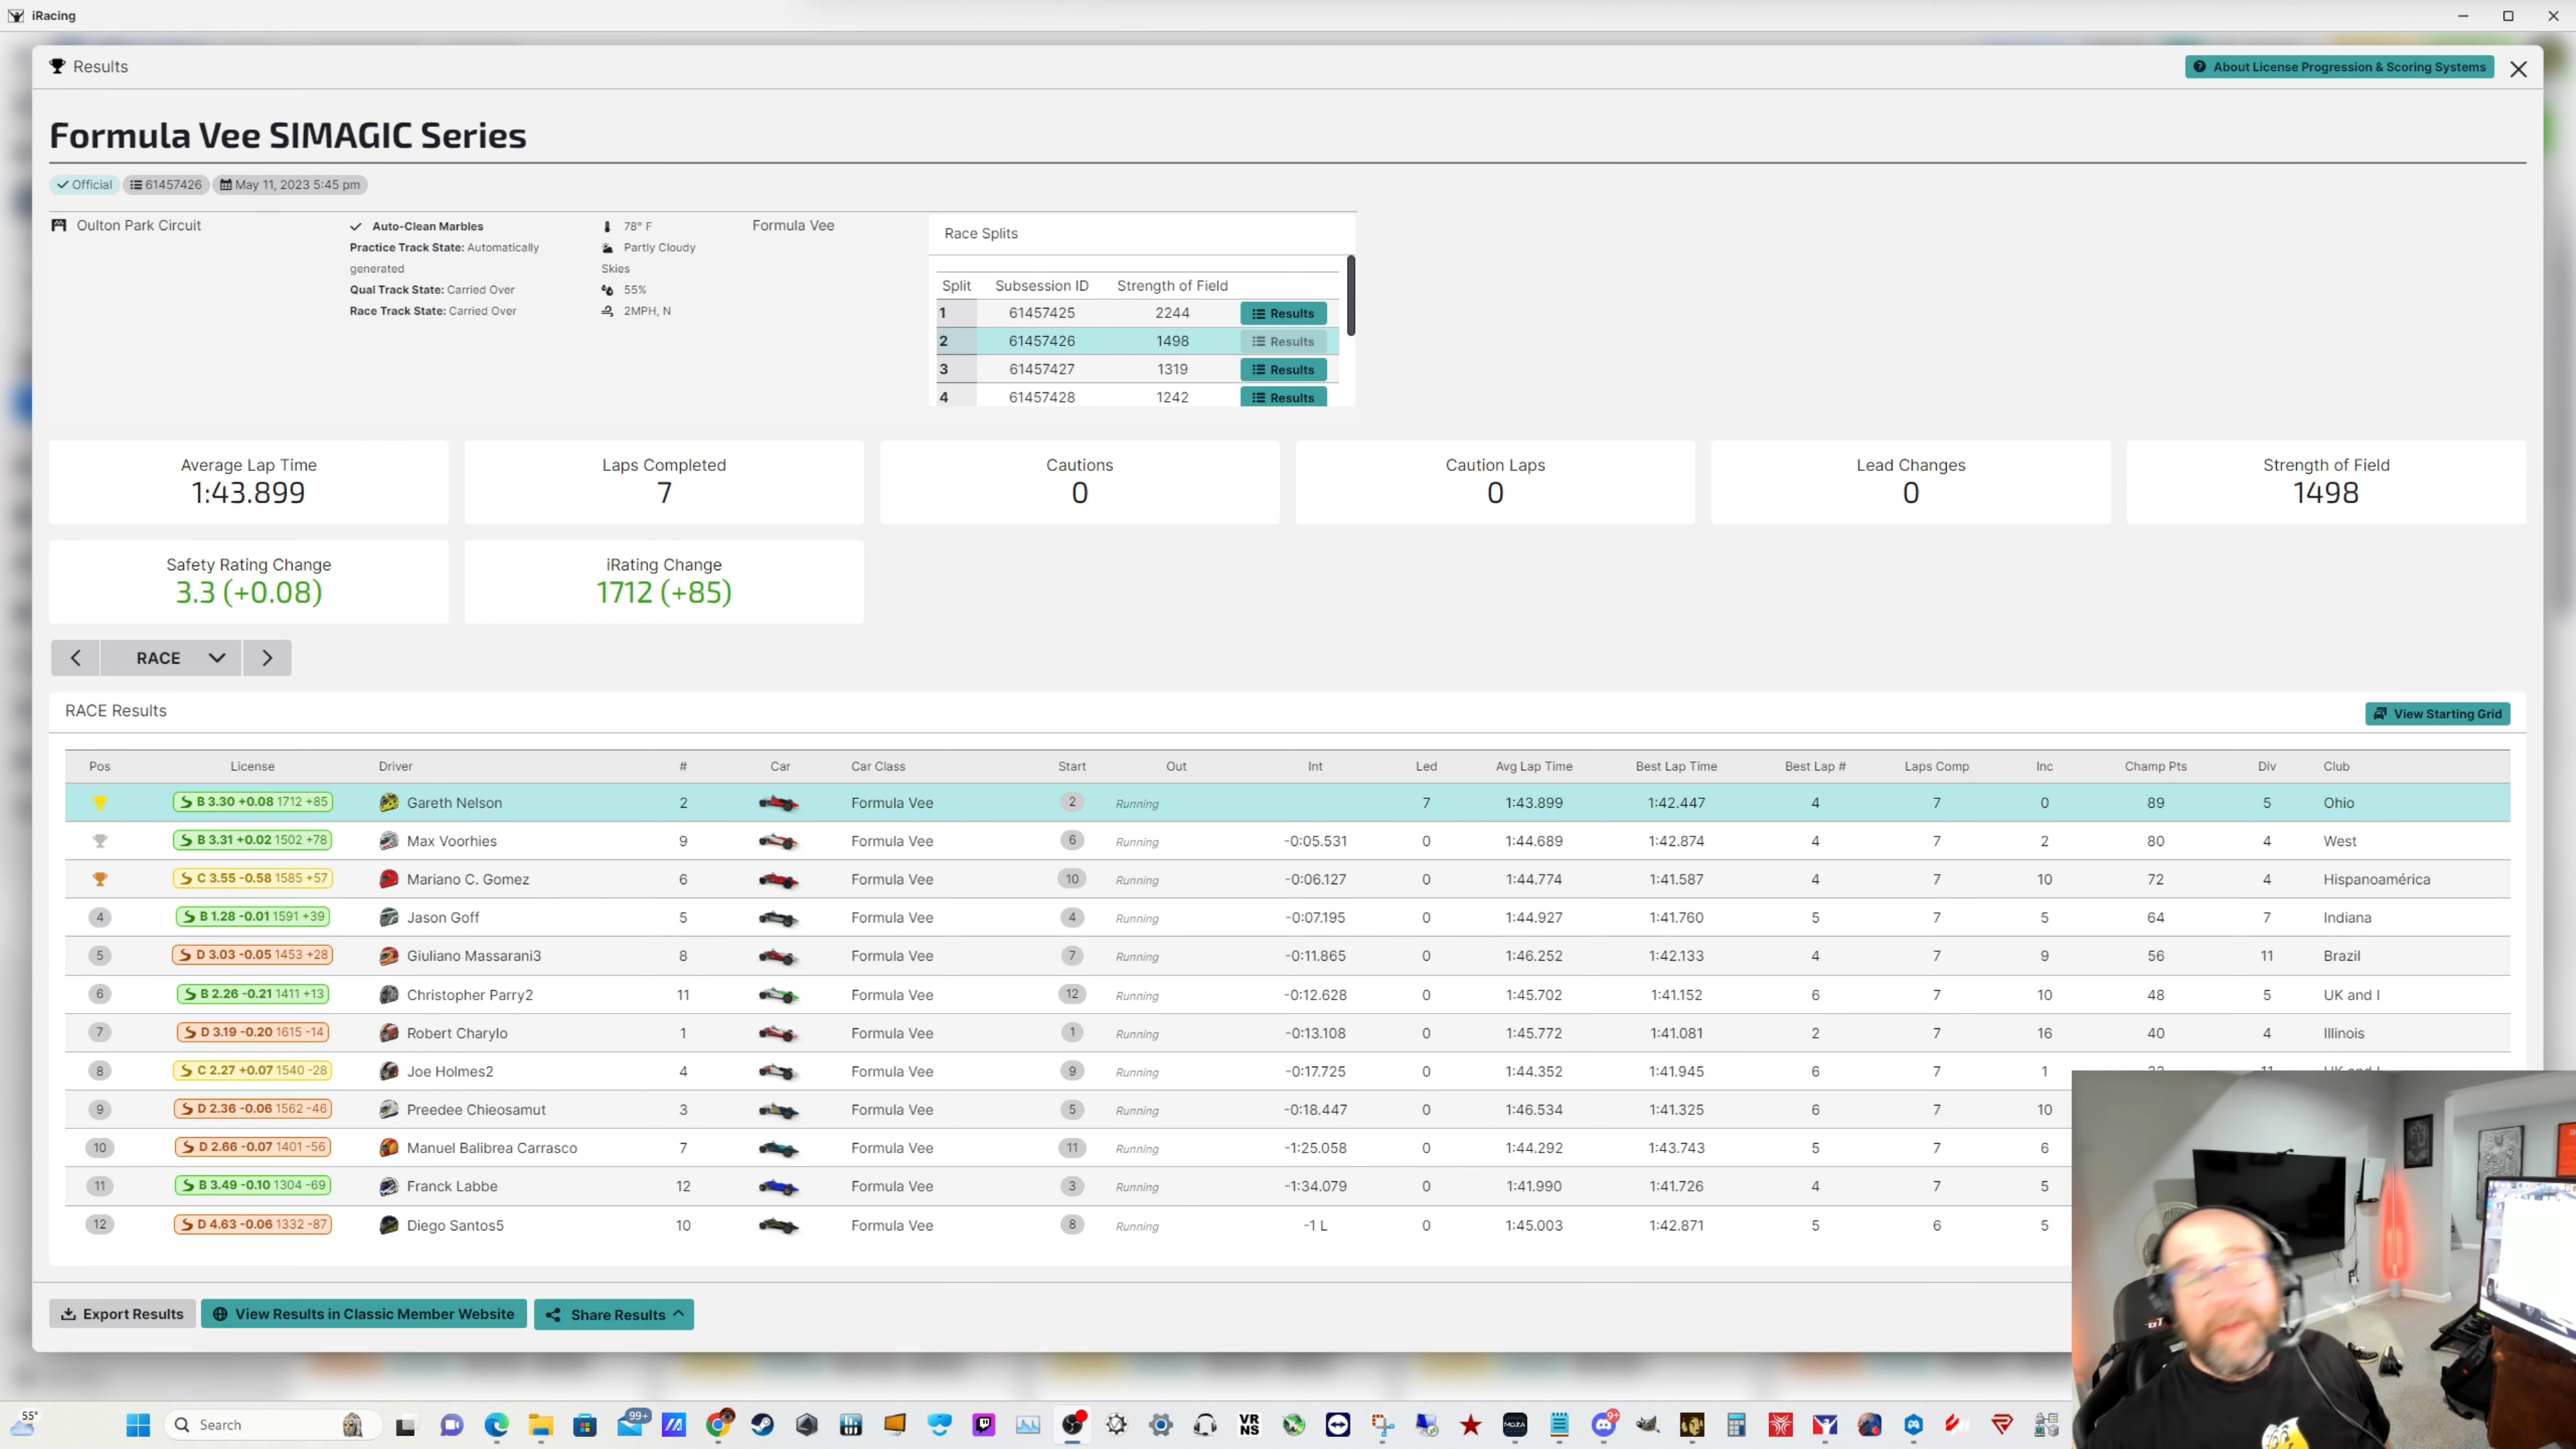 iRacing
Results
About License Progression & Scoring Systems
Formula Vee SIMAGIC Series
Official 61457426 May 11, 2023 5:45 pm
Oulton Park Circuit
Auto-Clean Marbles
Practice Track State: Automatically
generated
Qual Track State: Carried Over
Race Track State: Carried Over
78° F
Partly Cloudy
Skies
55%
2MPH, N
Formula Vee
Race Splits
Split Subsession ID Strength of Field
1 61457425 2244 Results
2 61457426 1498 Results
3 61457427 1319 Results
4 61457428 1242 Results
Average Lap Time
1:43.899
Laps Completed
7
Cautions
0
Caution Laps
0
Lead Changes
0
Strength of Field
1498
Safety Rating Change
3.3 (+0.08)
iRating Change
1712 (+85)
RACE
RACE Results
View Starting Grid
Pos License Driver # Car Car Class Start Out Int Led Avg Lap Time Best Lap Time Best Lap # Laps Comp Inc Champ Pts Div Club
B 3.30 +0.08 1712 +85 Gareth Nelson 2 Formula Vee 2 Running 7 1:43.899 1:42.447 4 7 0 89 5 Ohio
B 3.31 +0.02 1502 +78 Max Voorhies 9 Formula Vee 6 Running -0:05.531 0 1:44.689 1:42.874 4 7 2 80 4 West
C 3.55 -0.58 1585 +57 Mariano C. Gomez 6 Formula Vee 10 Running -0:06.127 0 1:44.774 1:41.587 4 7 10 72 4 Hispanoamérica
4 B 1.28 -0.01 1591 +39 Jason Goff 5 Formula Vee 4 Running -0:07.195 0 1:44.927 1:41.760 5 7 5 64 7 Indiana
5 D 3.03 -0.05 1453 +28 Giuliano Massarani3 8 Formula Vee 7 Running -0:11.865 0 1:46.252 1:42.133 4 7 9 56 11 Brazil
6 B 2.26 -0.21 1411 +13 Christopher Parry2 11 Formula Vee 12 Running -0:12.628 0 1:45.702 1:41.152 6 7 10 48 5 UK and I
7 D 3.19 -0.20 1615 -14 Robert Charylo 1 Formula Vee 1 Running -0:13.108 0 1:45.772 1:41.081 2 7 16 40 4 Illinois
8 C 2.27 +0.07 1540 -28 Joe Holmes2 4 Formula Vee 9 Running -0:17.725 0 1:44.352 1:41.945 6 7 1
9 D 2.36 -0.06 1562 -46 Preedee Chieosamut 3 Formula Vee 5 Running -0:18.447 0 1:46.534 1:41.325 6 7 10
10 D 2.66 -0.07 1401 -56 Manuel Balibrea Carrasco 7 Formula Vee 11 Running -1:25.058 0 1:44.292 1:43.743 5 7 6
11 B 3.49 -0.10 1304 -69 Franck Labbe 12 Formula Vee 3 Running -1:34.079 0 1:41.990 1:41.726 4 7 5
12 D 4.63 -0.06 1332 -87 Diego Santos5 10 Formula Vee 8 Running -1 L 0 1:45.003 1:42.871 5 6 5
Export Results View Results in Classic Member Website Share Results
55° Search 99+ VR NS MOZA 9+